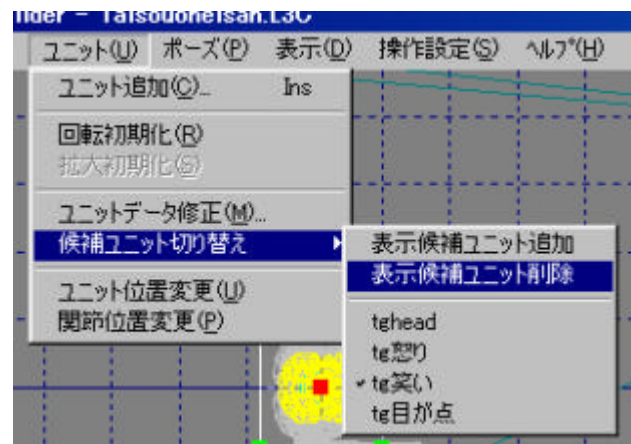 ider - TaisoudoneIsan.L3C
ユニット(U) ポーズ(P) 表示(D) 操作設定(S) ヘルプ(H)
ユニット追加(C)... Ins
回転初期化(R)
拡大初期化(S)
ユニットデータ修正(M)...
候補ユニット切り替え
表示候補ユニット追加
表示候補ユニット削除
ユニット位置変更(U)
関節位置変更(P)
tghead
tg怒り
tg笑い
tg目が点